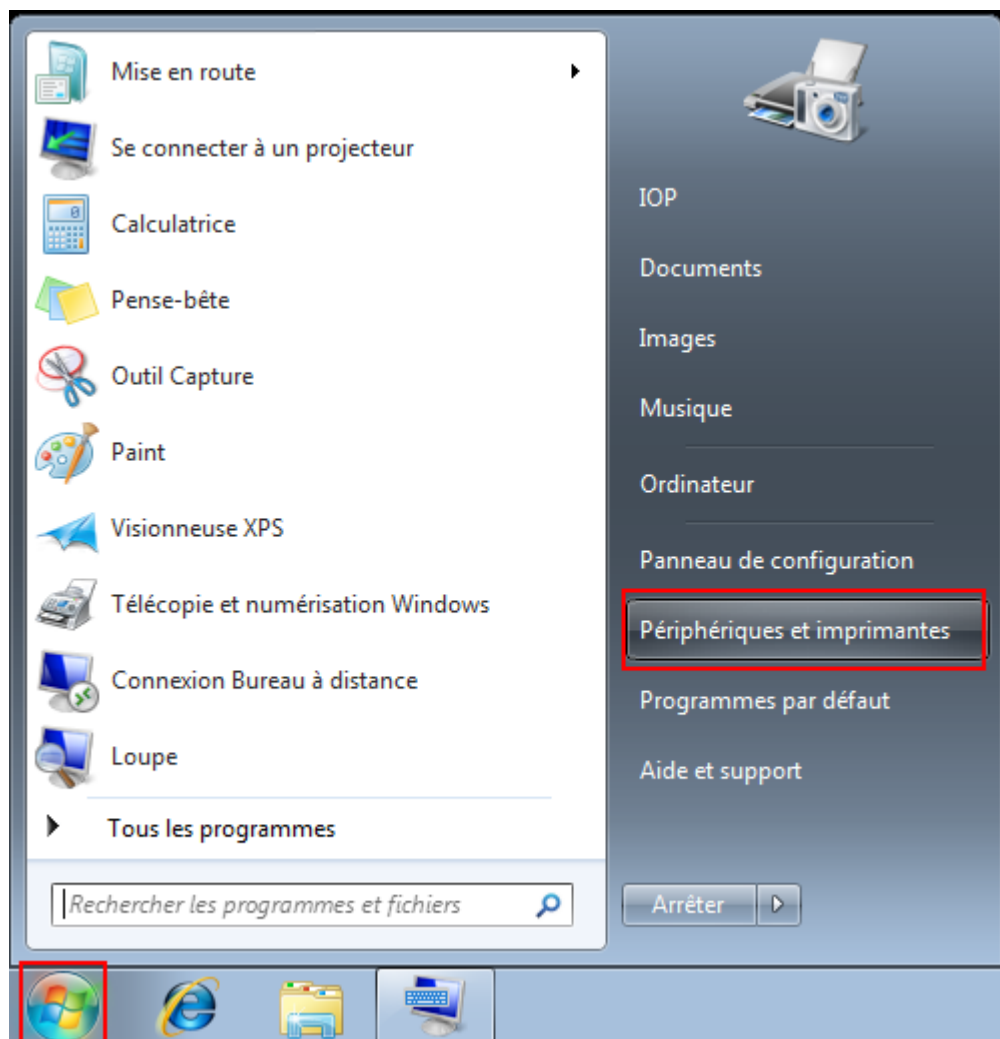 Mise en route
Se connecter à un projecteur
Calculatrice
Pense-bête
Outil Capture
Paint
Visionneuse XPS
Télécopie et numérisation Windows
Connexion Bureau à distance
Loupe
Tous les programmes
Rechercher les programmes et fichiers
IOP
Documents
Images
Musique
Ordinateur
Panneau de configuration
Périphériques et imprimantes
Programmes par défaut
Aide et support
Arrêter